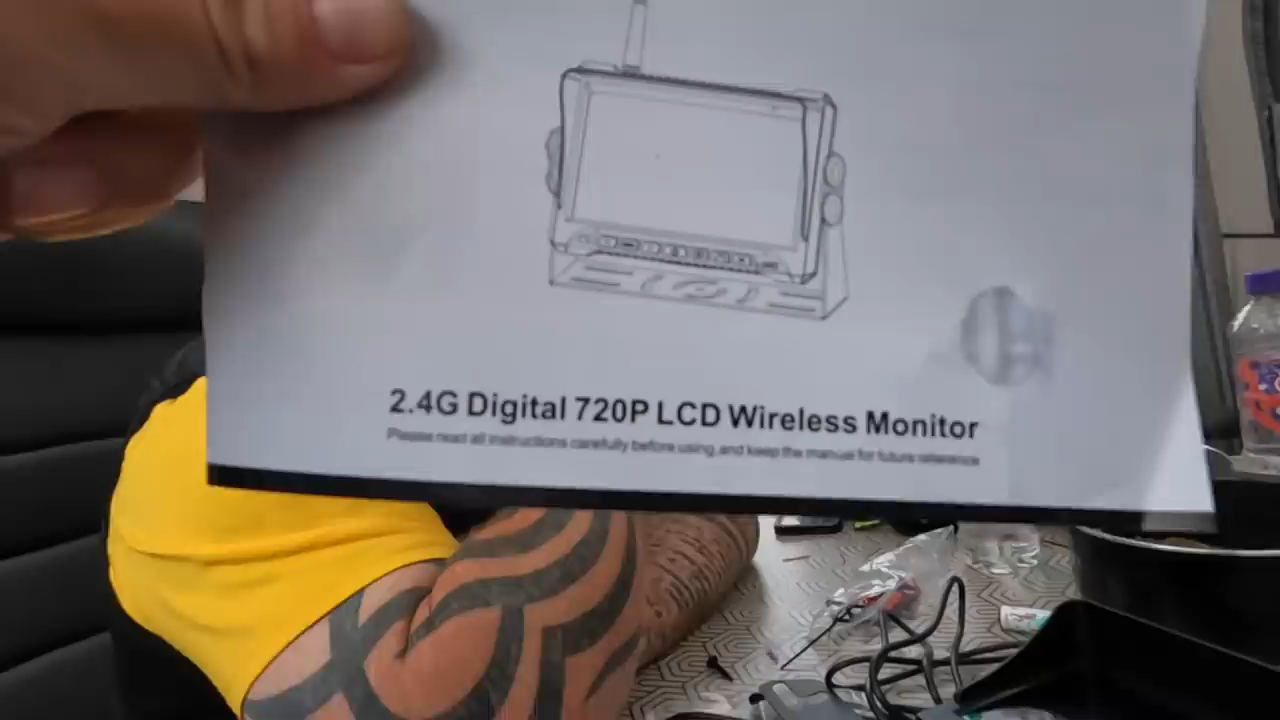 2.4G Digital 720P LCD Wireless Monitor
Please read all instructions carefully before using,and keep the manual for future reference